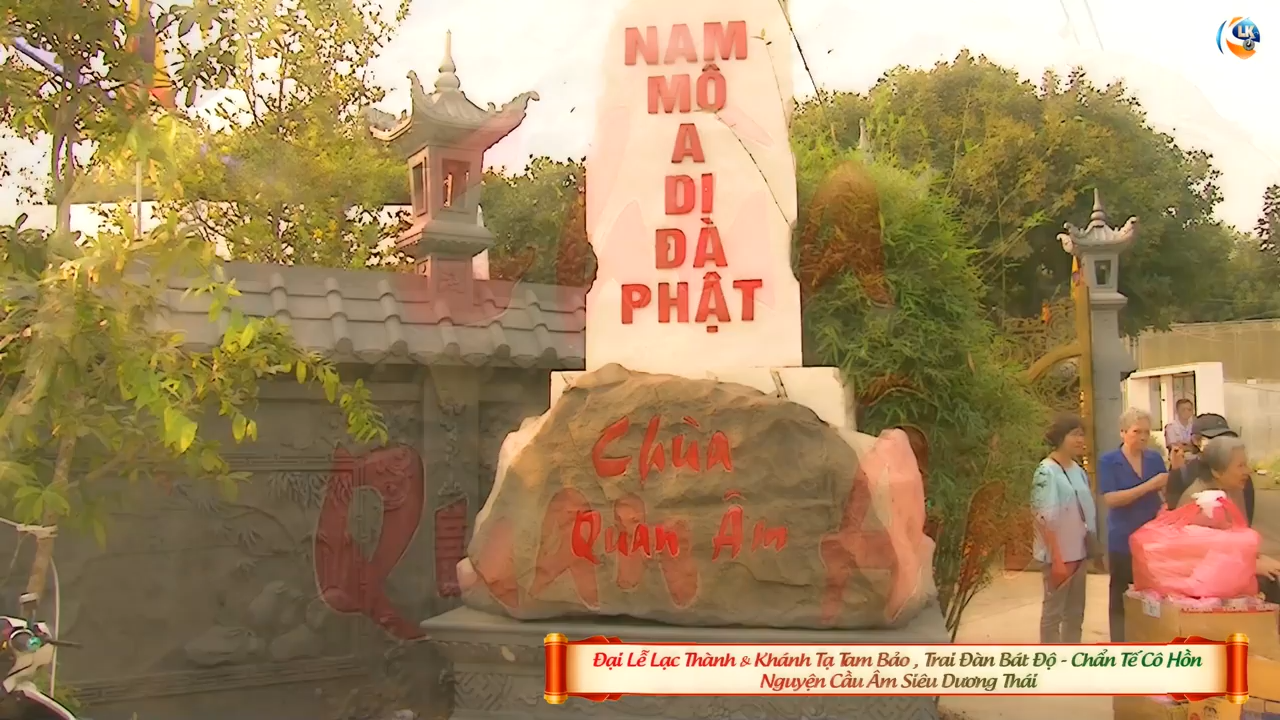 LK
NAM
MÔ
A
DI
ĐÀ
PHẬT
Chùa
Quan Âm
Đại Lễ Lạc Thành & Khánh Tạ Tam Bảo , Trai Đàn Bát Độ - Chẩn Tế Cô Hồn
Nguyện Cầu Âm Siêu Dương Thái